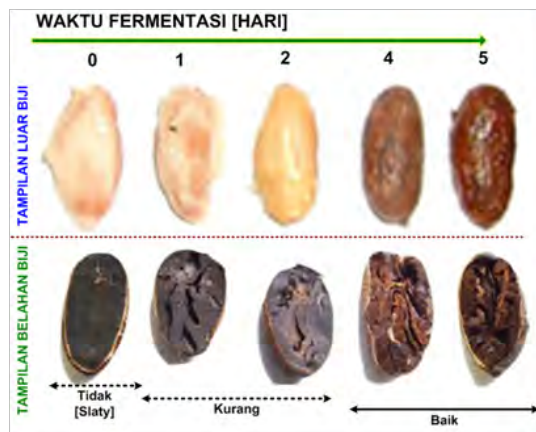 WAKTU FERMENTASI [HARI]
0 1 2 4 5
TAMPILAN LUAR BIJI
TAMPILAN BELAHAN BIJI
Tidak
[Slaty]
Kurang
Baik